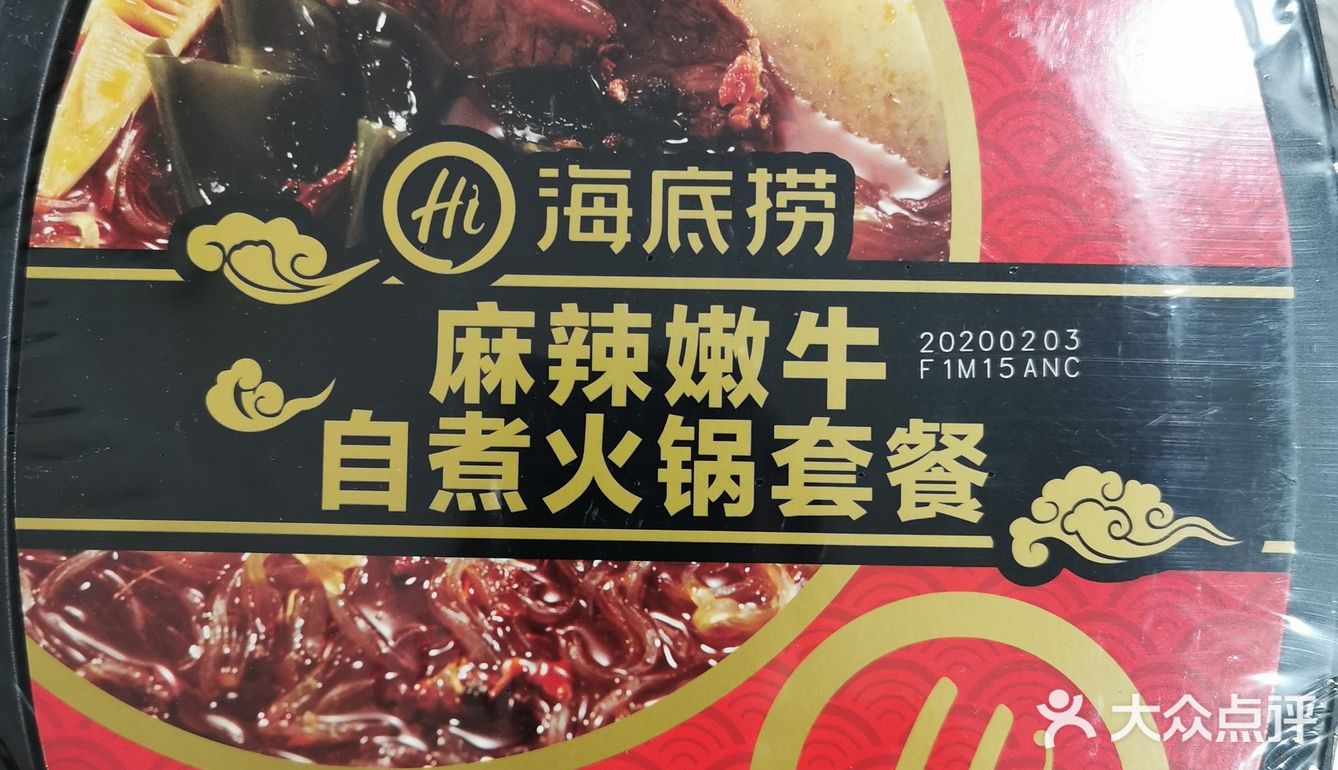 Hi 海底捞
麻辣嫩牛
20200203
F1M15ANC
自煮火锅套餐
大众点评